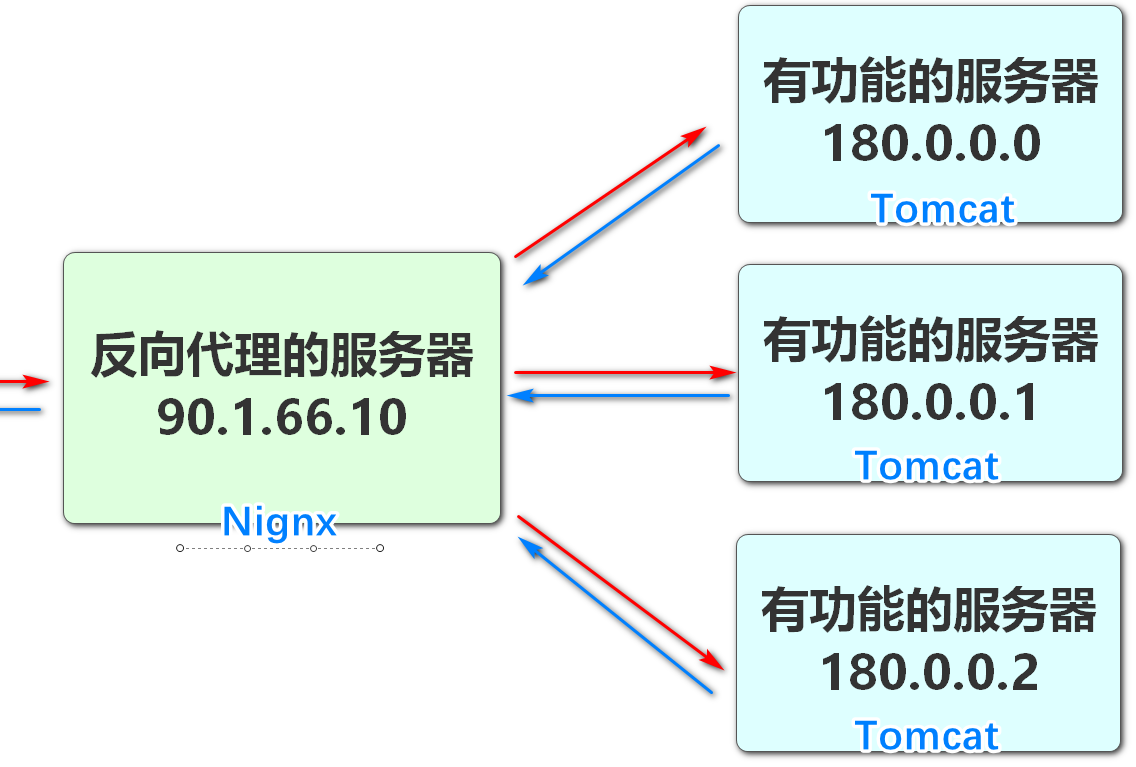 有功能的服务器
180.0.0.0
Tomcat
反向代理的服务器
90.1.66.10
Nignx
有功能的服务器
180.0.0.1
Tomcat
有功能的服务器
180.0.0.2
Tomcat